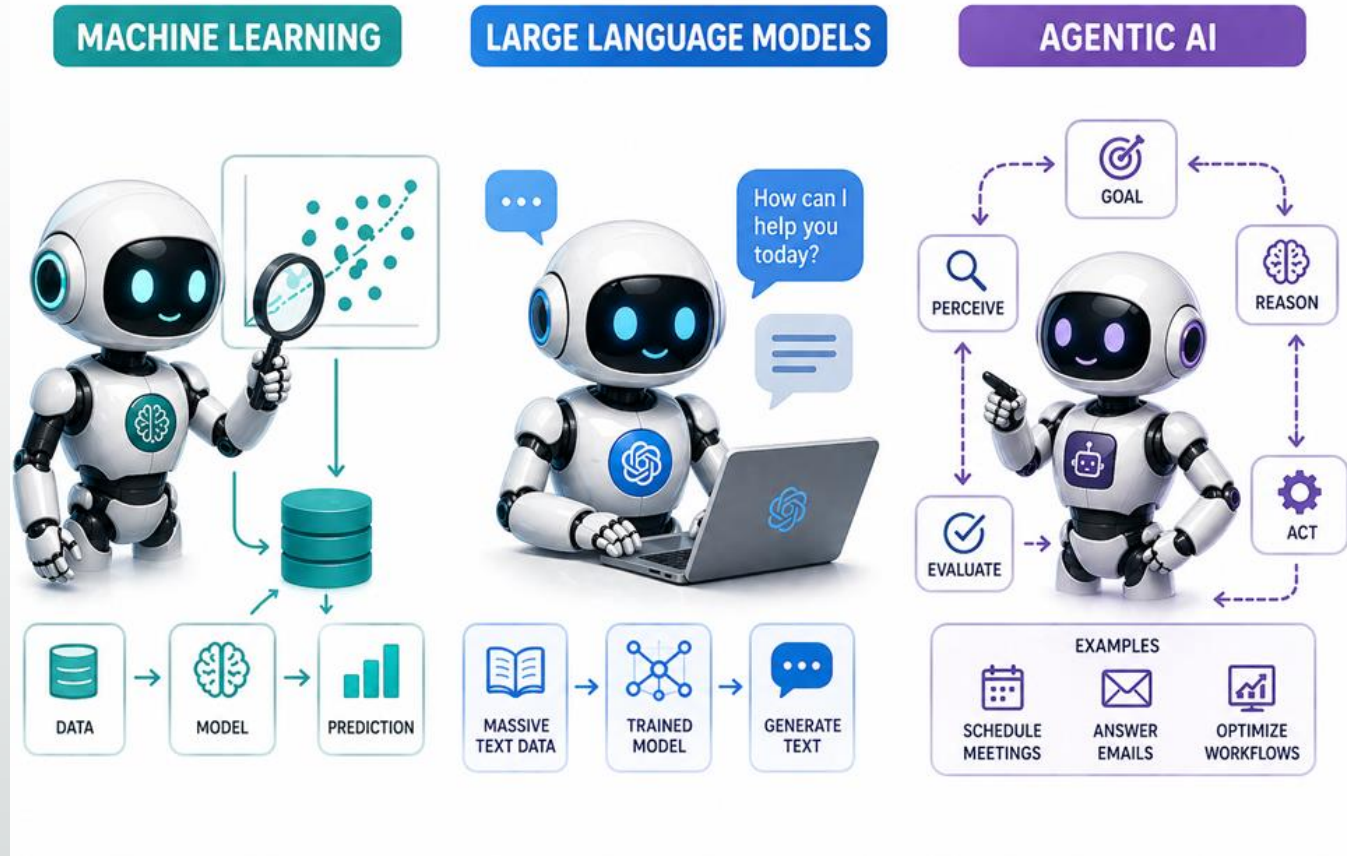 MACHINE LEARNING
LARGE LANGUAGE MODELS
AGENTIC AI
How can I
help you
today?
GOAL
PERCEIVE
REASON
EVALUATE
ACT
DATA
MODEL
PREDICTION
MASSIVE
TEXT DATA
TRAINED
MODEL
GENERATE
TEXT
EXAMPLES
SCHEDULE
MEETINGS
ANSWER
EMAILS
OPTIMIZE
WORKFLOWS